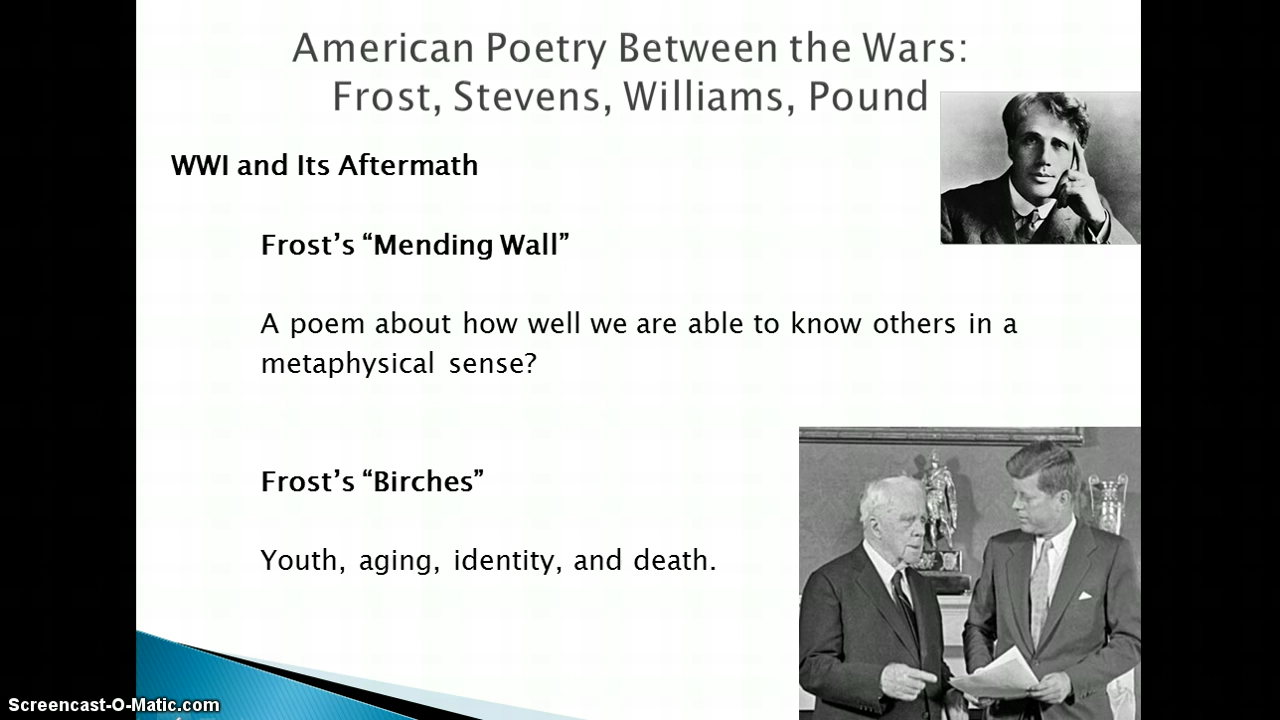 American Poetry Between the Wars:
Frost, Stevens, Williams, Pound
WWI and Its Aftermath
Frost’s “Mending Wall”
A poem about how well we are able to know others in a
metaphysical sense?
Frost’s “Birches”
Youth, aging, identity, and death.
Screencast-O-Matic.com